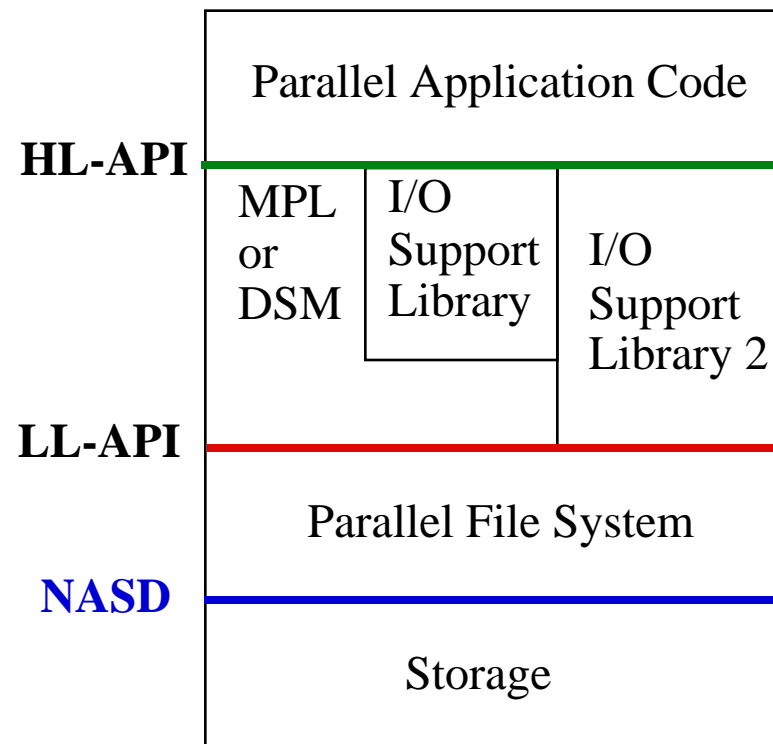 Parallel Application Code
HL-API
MPL
or
DSM
I/O
Support
Library
I/O
Support
Library 2
LL-API
Parallel File System
NASD
Storage